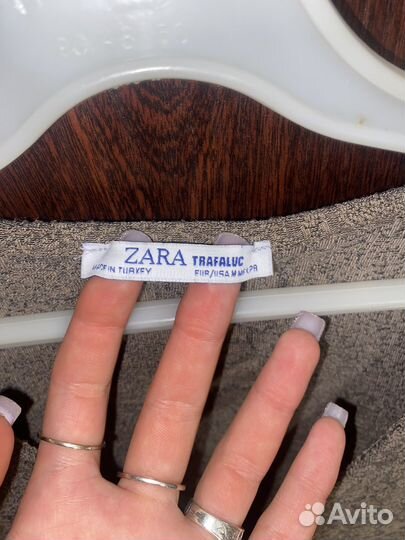 ZARA TRAFALUC
MADE IN TURKEY EUR/USA M MEX 28
Avito